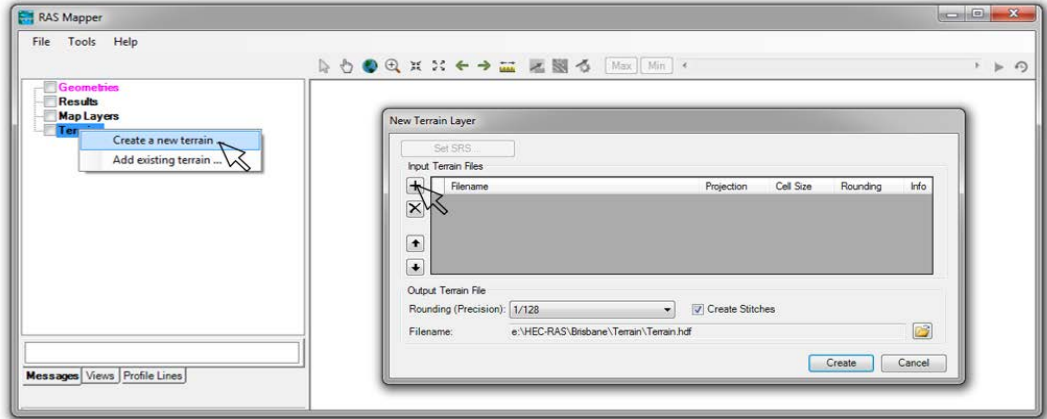 RAS Mapper
File Tools Help
Max Min
Geometries
Results
Map Layers
Create a new terrain ...
Add existing terrain ...
New Terrain Layer
Set SRS...
Input Terrain Files
Filename Projection Cell Size Rounding Info
Output Terrain File
Rounding (Precision): 1/128 Create Stitches
Filename: e:\HEC-RAS\Brisbane\Terrain\Terrain.hdf
Create Cancel
Messages Views Profile Lines